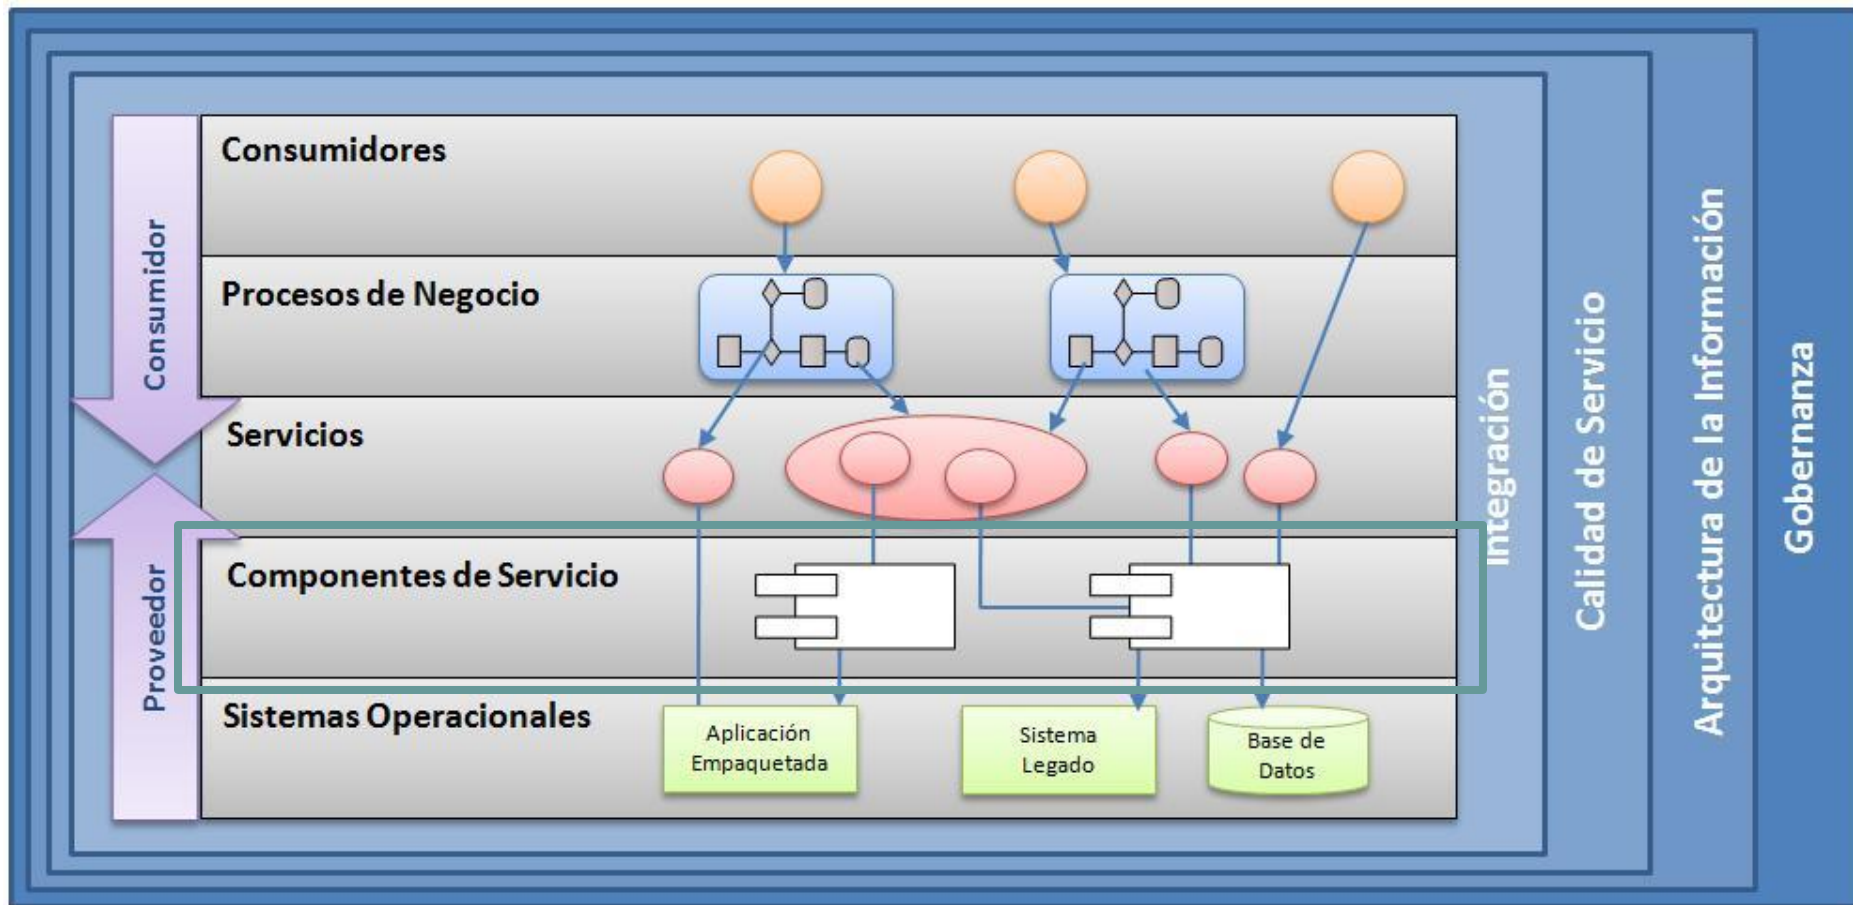 Consumidores
Procesos de Negocio
Servicios
Componentes de Servicio
Sistemas Operacionales
Aplicación
Empaquetada
Sistema
Legado
Base de
Datos
Consumidor
Proveedor
Integración
Calidad de Servicio
Arquitectura de la Información
Gobernanza